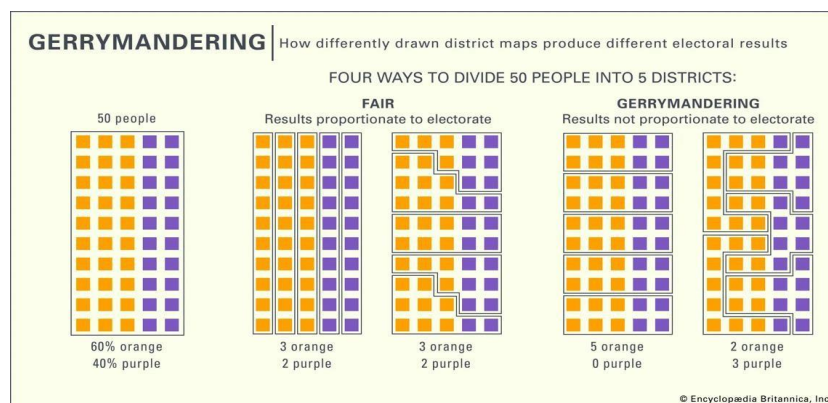 GERRYMANDERING
How differently drawn district maps produce different electoral results
FOUR WAYS TO DIVIDE 50 PEOPLE INTO 5 DISTRICTS:
50 people
60% orange
40% purple
FAIR
Results proportionate to electorate
3 orange
2 purple
3 orange
2 purple
GERRYMANDERING
Results not proportionate to electorate
5 orange
0 purple
2 orange
3 purple
© Encyclopædia Britannica, Inc